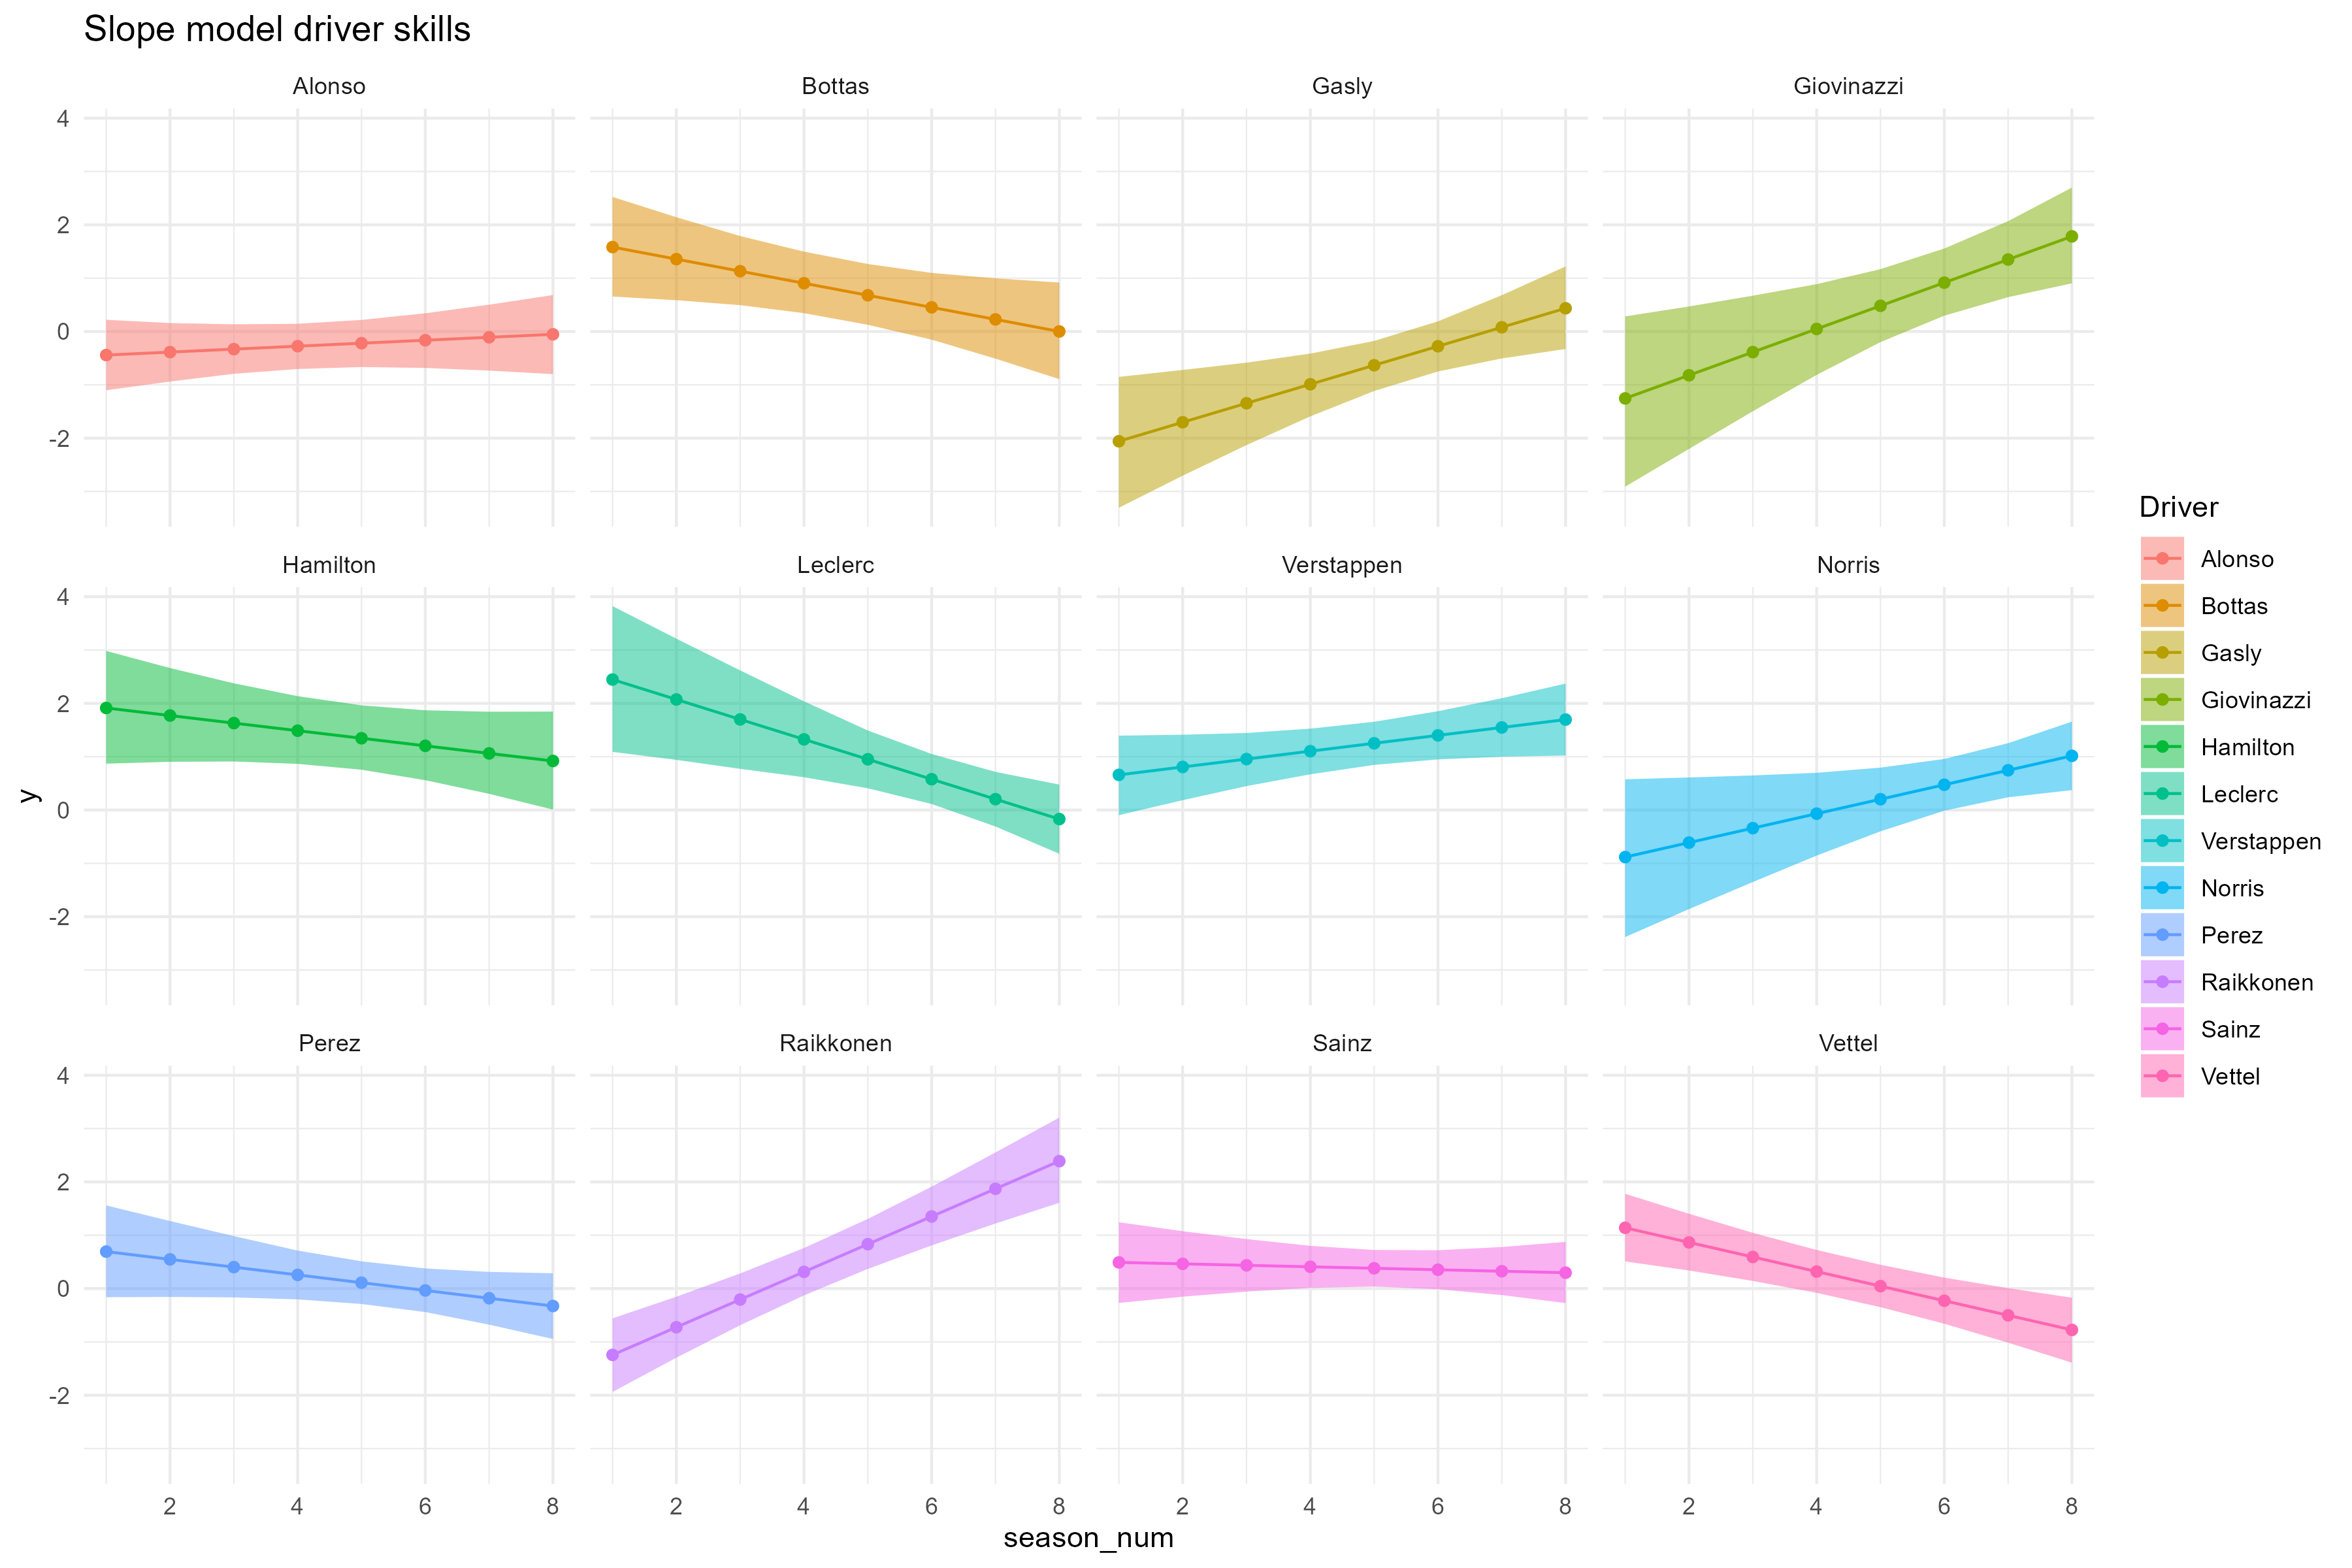 Slope model driver skills
Alonso Bottas Gasly Giovinazzi
4
2
0
-2
Hamilton Leclerc Verstappen Norris
4
2
0
-2
Perez Raikkonen Sainz Vettel
4
2
0
-2
2 4 6 8 2 4 6 8 2 4 6 8 2 4 6 8
season_num
y
Driver
Alonso
Bottas
Gasly
Giovinazzi
Hamilton
Leclerc
Verstappen
Norris
Perez
Raikkonen
Sainz
Vettel